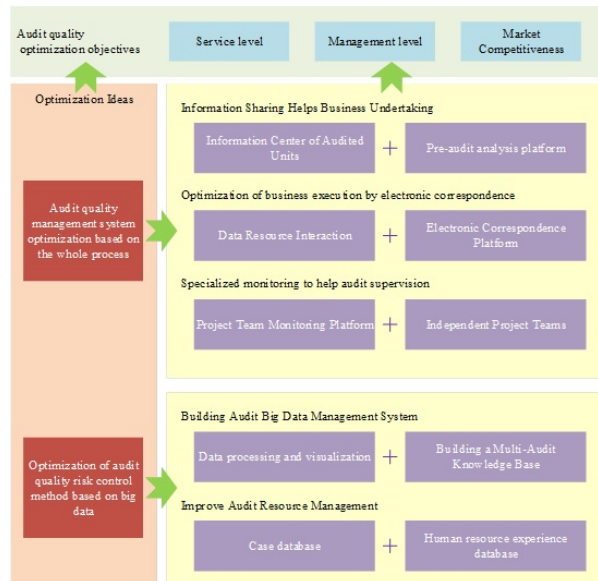 Audit quality
optimization objectives
Service level
Management level
Market
Competitiveness
Optimization Ideas
Information Sharing Helps Business Undertaking
Information Center of Audited
Units
+
Pre-audit analysis platform
Audit quality
management system
optimization based on
the whole process
Optimization of business execution by electronic correspondence
Data Resource Interaction
+
Electronic Correspondence
Platform
Specialized monitoring to help audit supervision
Project Team Monitoring Platform
+
Independent Project Teams
Building Audit Big Data Management System
Data processing and visualization
+
Building a Multi-Audit
Knowledge Base
Optimization of audit
quality risk control
method based on big
data
Improve Audit Resource Management
Case database
+
Human resource experience
database